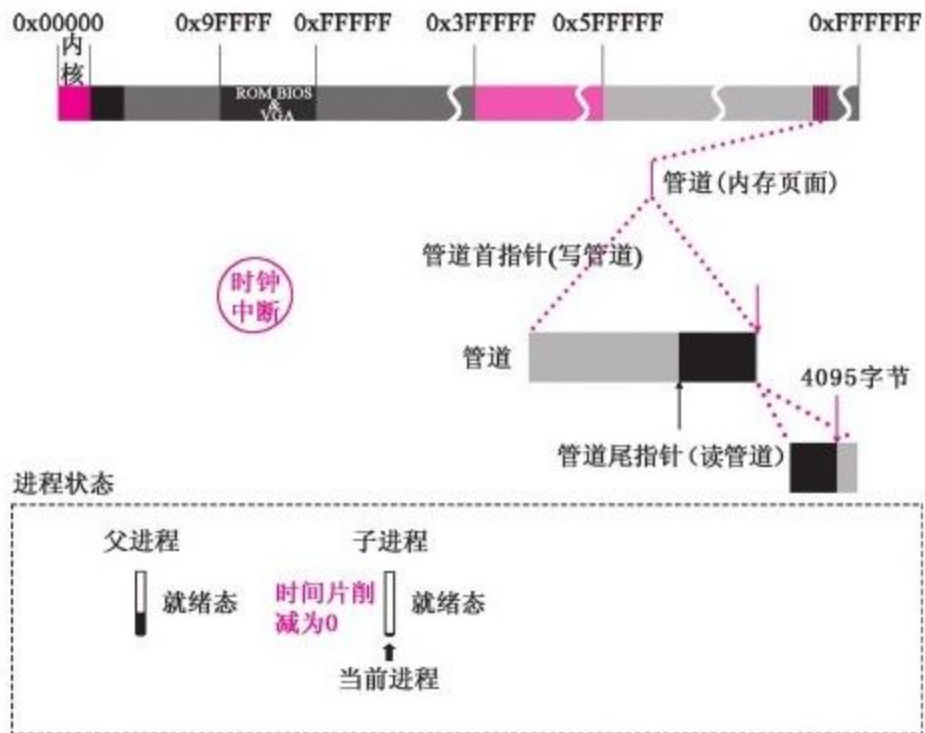 0x00000 0x9FFFF 0xFFFFF 0x3FFFFF 0x5FFFFF 0xFFFFFF
内
核
ROM BIOS
&
VGA
管道(内存页面)
管道首指针(写管道)
时钟
中断
管道
4095字节
管道尾指针(读管道)
进程状态
父进程 子进程
就绪态 时间片削 就绪态
减为0
当前进程